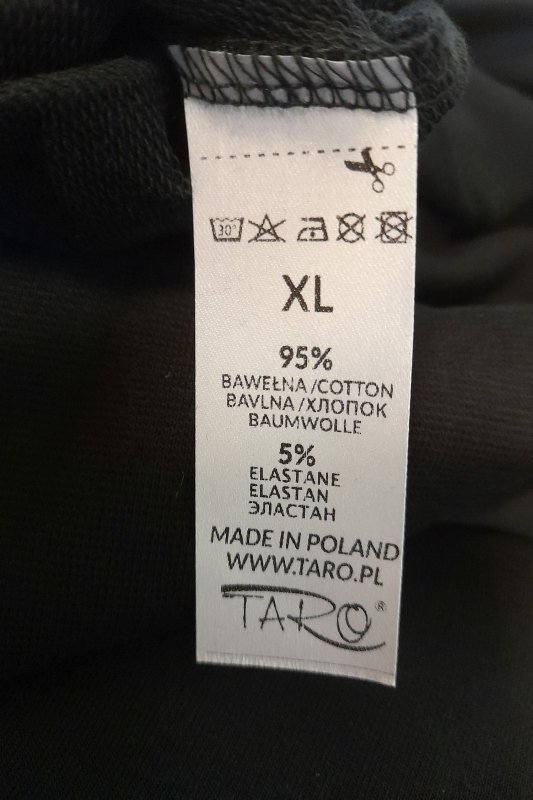 30°
XL
95%
BAWEŁNA/COTTON
BAVLNA/ХЛОПОК
BAUMWOLLE
5%
ELASTANE
ELASTAN
ЭЛАСТАН
MADE IN POLAND
WWW.TARO.PL
TARO®